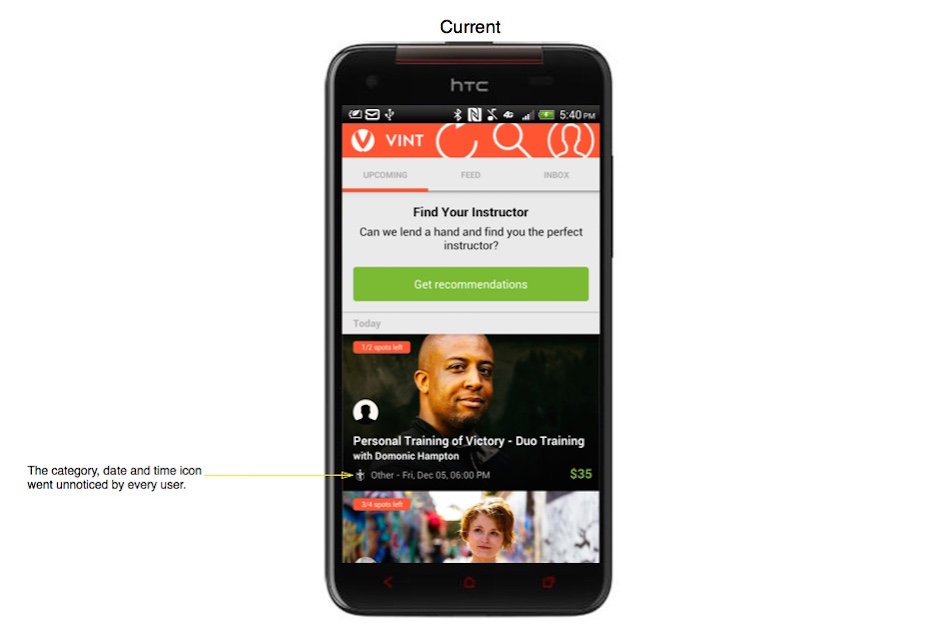 Current
hTC
4G 5:40 PM
VINT
UPCOMING FEED INBOX
Find Your Instructor
Can we lend a hand and find you the perfect
instructor?
Get recommendations
Today
1/2 spots left
Personal Training of Victory - Duo Training
with Domonic Hampton
The category, date and time icon
went unnoticed by every user.
Other - Fri, Dec 05, 06:00 PM $35
3/4 spots left